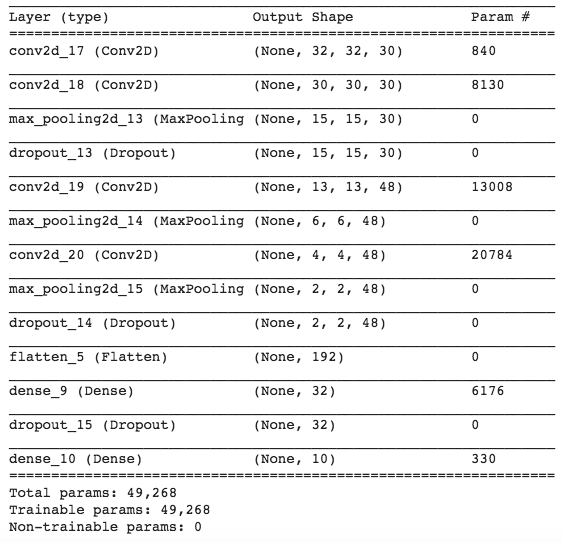 Layer (type)                 Output Shape              Param #
=================================================================
conv2d_17 (Conv2D)           (None, 32, 32, 30)        840
_________________________________________________________________
conv2d_18 (Conv2D)           (None, 30, 30, 30)        8130
_________________________________________________________________
max_pooling2d_13 (MaxPooling (None, 15, 15, 30)        0
_________________________________________________________________
dropout_13 (Dropout)         (None, 15, 15, 30)        0
_________________________________________________________________
conv2d_19 (Conv2D)           (None, 13, 13, 48)        13008
_________________________________________________________________
max_pooling2d_14 (MaxPooling (None, 6, 6, 48)          0
_________________________________________________________________
conv2d_20 (Conv2D)           (None, 4, 4, 48)          20784
_________________________________________________________________
max_pooling2d_15 (MaxPooling (None, 2, 2, 48)          0
_________________________________________________________________
dropout_14 (Dropout)         (None, 2, 2, 48)          0
_________________________________________________________________
flatten_5 (Flatten)          (None, 192)               0
_________________________________________________________________
dense_9 (Dense)              (None, 32)                6176
_________________________________________________________________
dropout_15 (Dropout)         (None, 32)                0
_________________________________________________________________
dense_10 (Dense)             (None, 10)                330
=================================================================
Total params: 49,268
Trainable params: 49,268
Non-trainable params: 0